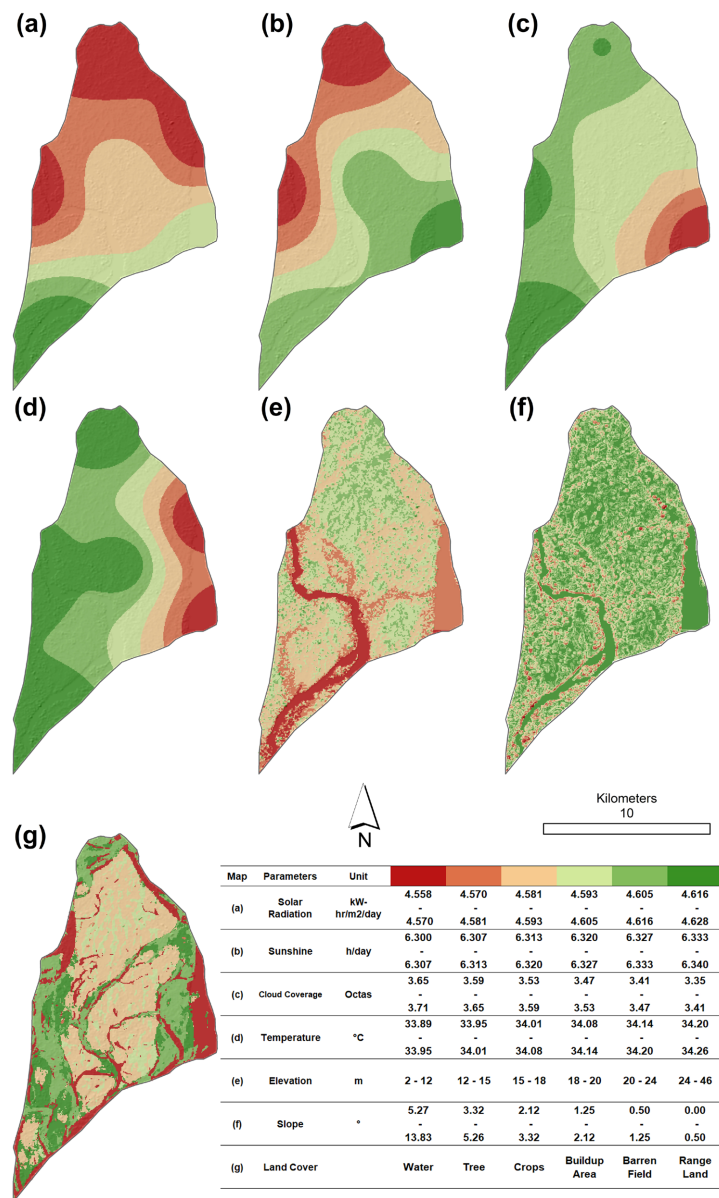 (a)
(b)
(c)
(d)
(e)
(f)
Kilometers
10
N
(g)
Map Parameters Unit
(a) Solar Radiation kW-hr/m2/day 4.558 - 4.570 4.570 - 4.581 4.581 - 4.593 4.593 - 4.605 4.605 - 4.616 4.616 - 4.628
(b) Sunshine h/day 6.300 - 6.307 6.307 - 6.313 6.313 - 6.320 6.320 - 6.327 6.327 - 6.333 6.333 - 6.340
(c) Cloud Coverage Octas 3.65 - 3.71 3.59 - 3.65 3.53 - 3.59 3.47 - 3.53 3.41 - 3.47 3.35 - 3.41
(d) Temperature °C 33.89 - 33.95 33.95 - 34.01 34.01 - 34.08 34.08 - 34.14 34.14 - 34.20 34.20 - 34.26
(e) Elevation m 2 - 12 12 - 15 15 - 18 18 - 20 20 - 24 24 - 46
(f) Slope ° 5.27 - 13.83 3.32 - 5.26 2.12 - 3.32 1.25 - 2.12 0.50 - 1.25 0.00 - 0.50
(g) Land Cover Water Tree Crops Buildup Area Barren Field Range Land